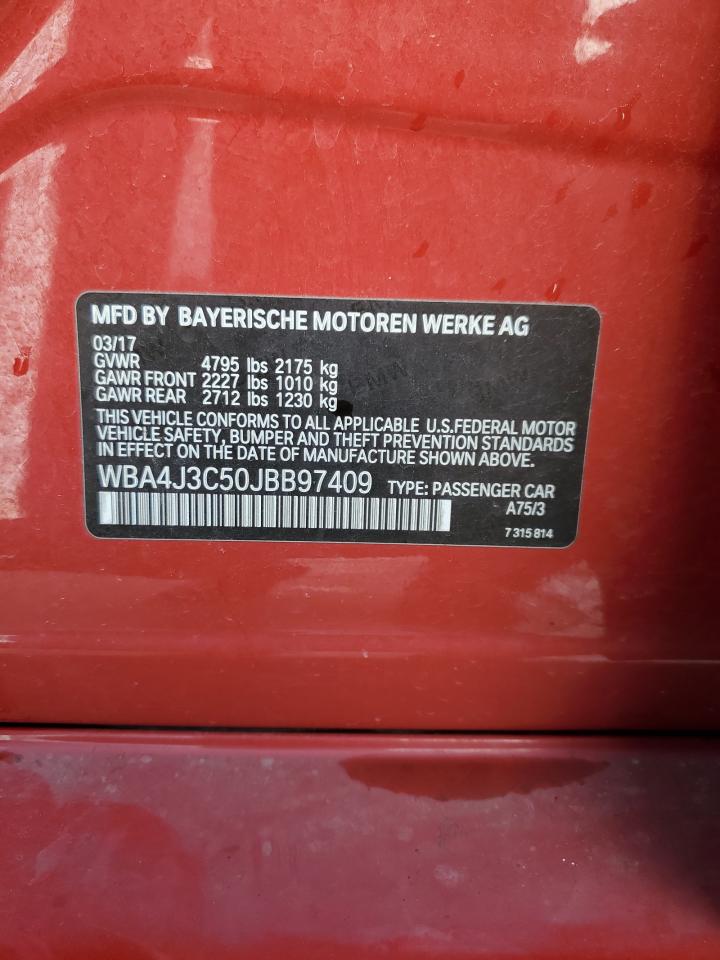 MFD BY BAYERISCHE MOTOREN WERKE AG
03/17
GVWR 4795 lbs 2175 kg
GAWR FRONT 2227 lbs 1010 kg
GAWR REAR 2712 lbs 1230 kg
THIS VEHICLE CONFORMS TO ALL APPLICABLE U.S.FEDERAL MOTOR
VEHICLE SAFETY, BUMPER AND THEFT PREVENTION STANDARDS
IN EFFECT ON THE DATE OF MANUFACTURE SHOWN ABOVE.
WBA4J3C50JBB97409 TYPE: PASSENGER CAR
A75/3
7 315 814